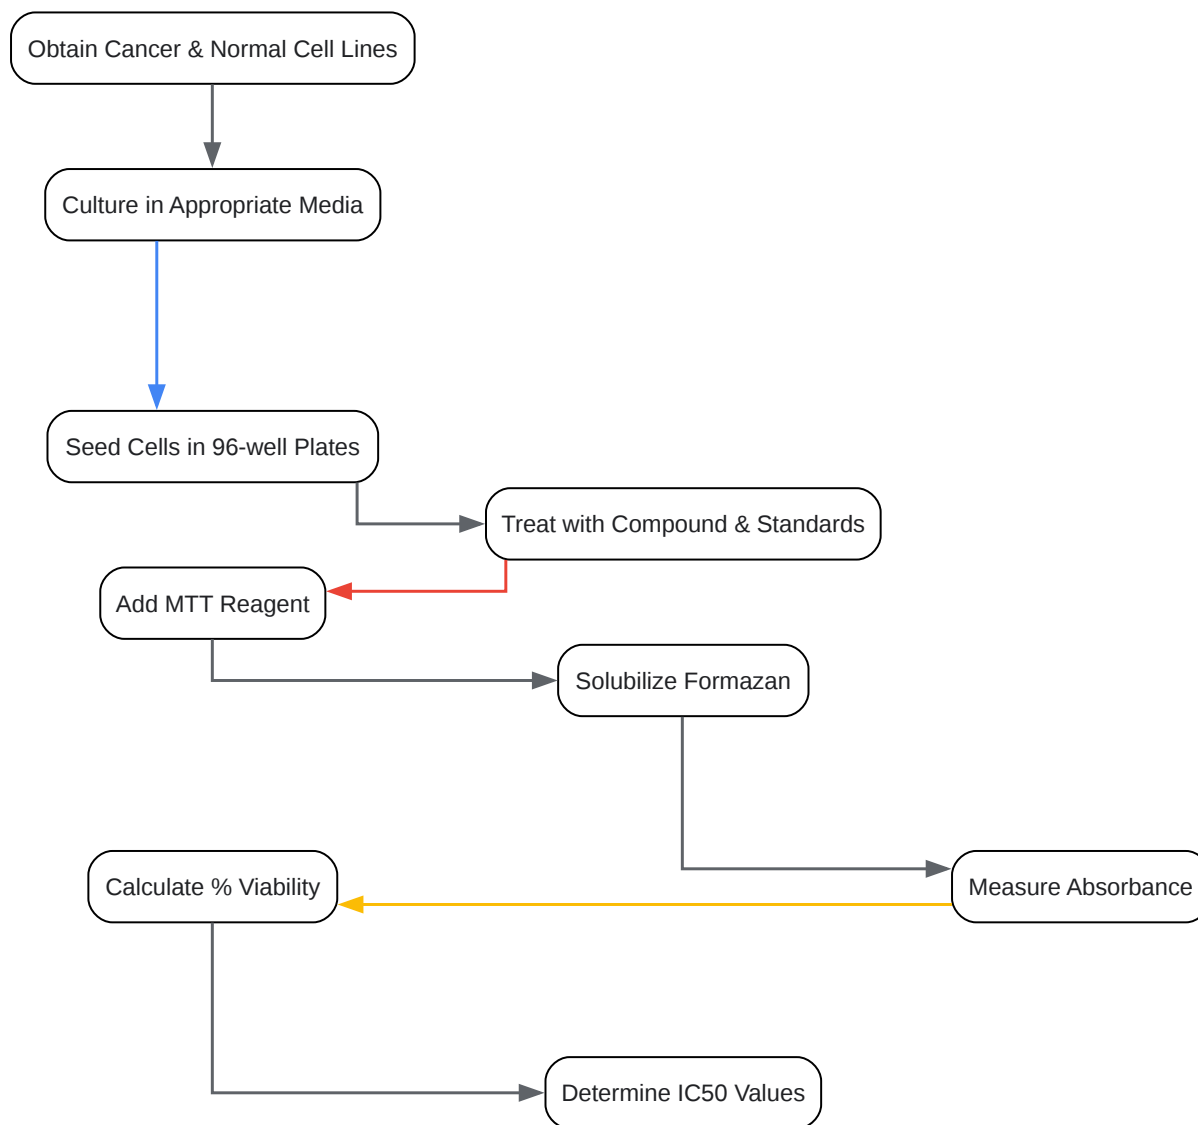 Obtain Cancer & Normal Cell Lines
Culture in Appropriate Media
Seed Cells in 96-well Plates
Treat with Compound & Standards
Add MTT Reagent
Solubilize Formazan
Measure Absorbance
Calculate % Viability
Determine IC50 Values